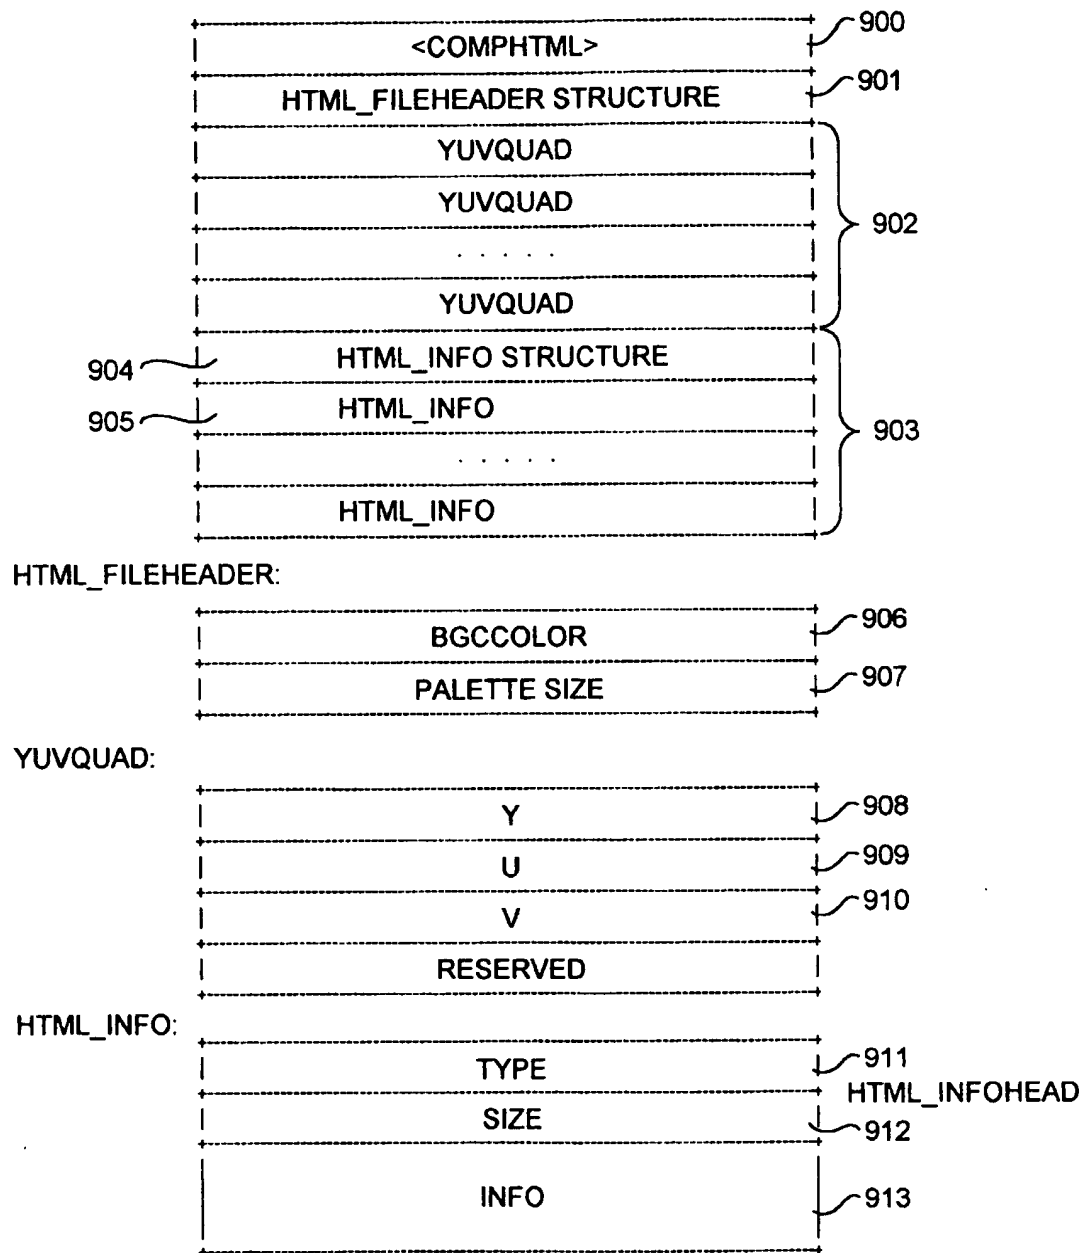 <COMPHTML> 900
HTML_FILEHEADER STRUCTURE 901
YUVQUAD
YUVQUAD
902
. . . . .
YUVQUAD
904 HTML_INFO STRUCTURE
905 HTML_INFO
903
. . . . .
HTML_INFO
HTML_FILEHEADER:
BGCCOLOR 906
PALETTE SIZE 907
YUVQUAD:
Y 908
U 909
V 910
RESERVED
HTML_INFO:
TYPE 911
HTML_INFOHEAD
SIZE 912
INFO 913